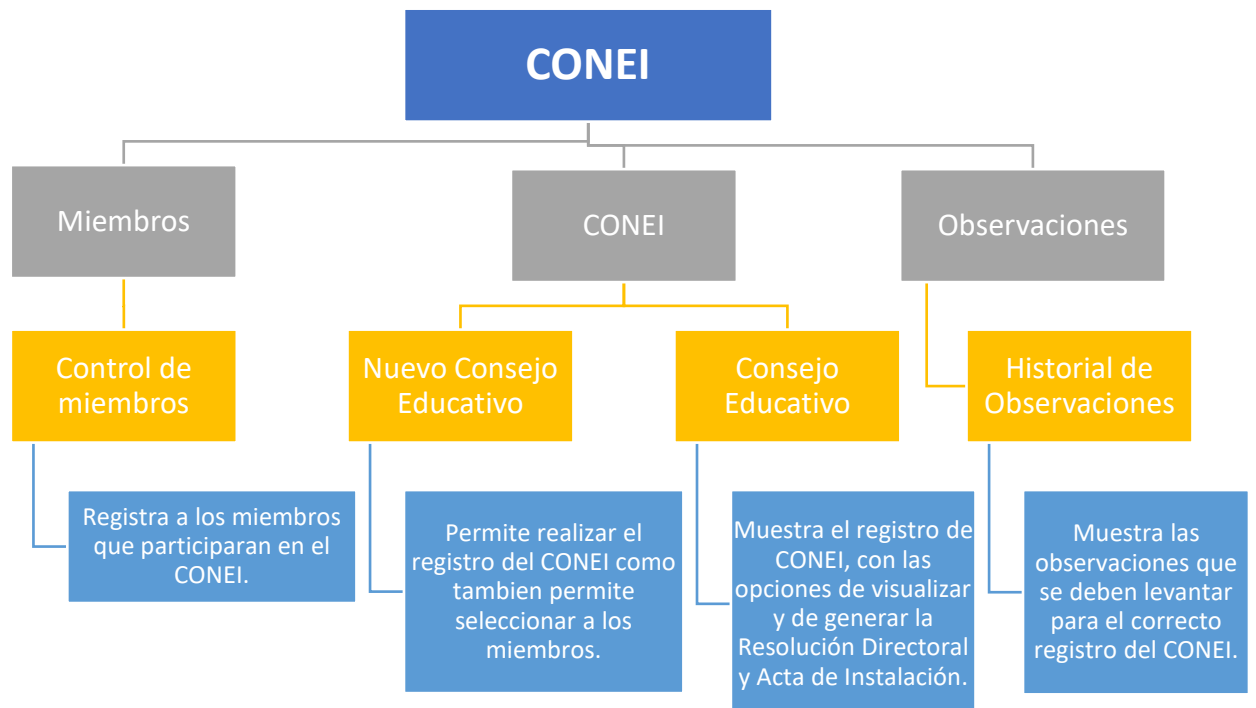 CONEI
Miembros
CONEI
Observaciones
Control de
miembros
Nuevo Consejo
Educativo
Consejo
Educativo
Historial de
Observaciones
Registra a los miembros
que participaran en el
CONEI.
Permite realizar el
registro del CONEI como
tambien permite
seleccionar a los
miembros.
Muestra el registro de
CONEI, con las
opciones de visualizar
y de generar la
Resolución Directoral
y Acta de Instalación.
Muestra las
observaciones que
se deben levantar
para el correcto
registro del CONEI.